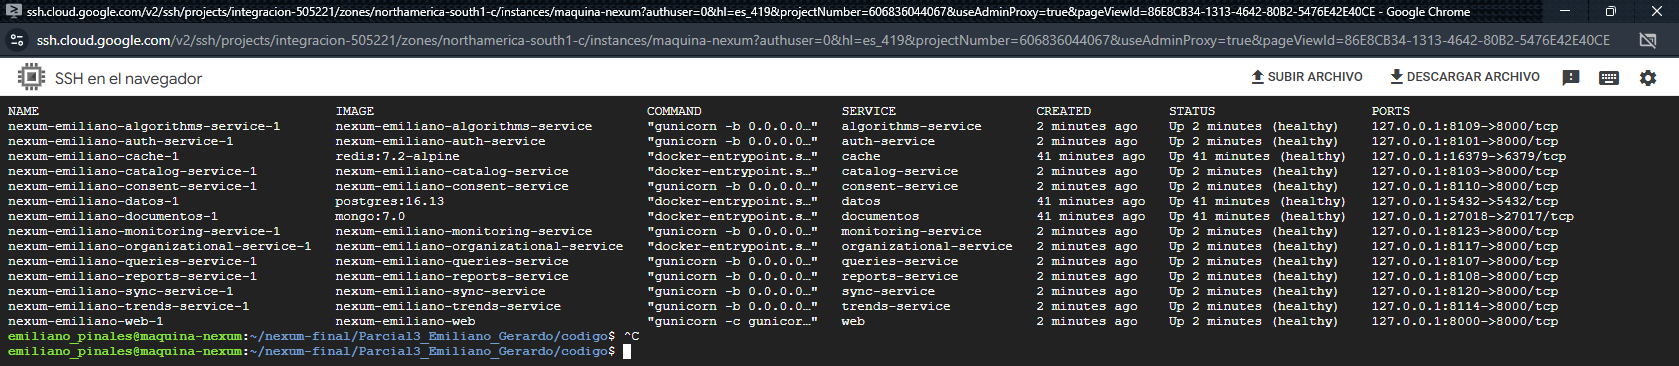 ssh.cloud.google.com/v2/ssh/projects/integracion-505221/zones/northamerica-south1-c/instances/maquina-nexum?authuser=0&hl=es_419&projectNumber=606836044067&useAdminProxy=true&pageViewId=86E8CB34-1313-4642-80B2-5476E42E40CE - Google Chrome
ssh.cloud.google.com/v2/ssh/projects/integracion-505221/zones/northamerica-south1-c/instances/maquina-nexum?authuser=0&hl=es_419&projectNumber=606836044067&useAdminProxy=true&pageViewId=86E8CB34-1313-4642-80B2-5476E42E40CE
SSH en el navegador SUBIR ARCHIVO DESCARGAR ARCHIVO
NAME IMAGE COMMAND SERVICE CREATED STATUS PORTS
nexum-emiliano-algorithms-service-1 nexum-emiliano-algorithms-service "gunicorn -b 0.0.0.0…" algorithms-service 2 minutes ago Up 2 minutes (healthy) 127.0.0.1:8109->8000/tcp
nexum-emiliano-auth-service-1 nexum-emiliano-auth-service "gunicorn -b 0.0.0.0…" auth-service 2 minutes ago Up 2 minutes (healthy) 127.0.0.1:8101->8000/tcp
nexum-emiliano-cache-1 redis:7.2-alpine "docker-entrypoint.s…" cache 41 minutes ago Up 41 minutes (healthy) 127.0.0.1:16379->6379/tcp
nexum-emiliano-catalog-service-1 nexum-emiliano-catalog-service "docker-entrypoint.s…" catalog-service 2 minutes ago Up 2 minutes (healthy) 127.0.0.1:8103->8000/tcp
nexum-emiliano-consent-service-1 nexum-emiliano-consent-service "gunicorn -b 0.0.0.0…" consent-service 2 minutes ago Up 2 minutes (healthy) 127.0.0.1:8110->8000/tcp
nexum-emiliano-datos-1 postgres:16.13 "docker-entrypoint.s…" datos 41 minutes ago Up 41 minutes (healthy) 127.0.0.1:5432->5432/tcp
nexum-emiliano-documentos-1 mongo:7.0 "docker-entrypoint.s…" documentos 41 minutes ago Up 41 minutes (healthy) 127.0.0.1:27018->27017/tcp
nexum-emiliano-monitoring-service-1 nexum-emiliano-monitoring-service "gunicorn -b 0.0.0.0…" monitoring-service 2 minutes ago Up 2 minutes (healthy) 127.0.0.1:8123->8000/tcp
nexum-emiliano-organizational-service-1 nexum-emiliano-organizational-service "docker-entrypoint.s…" organizational-service 2 minutes ago Up 2 minutes (healthy) 127.0.0.1:8117->8000/tcp
nexum-emiliano-queries-service-1 nexum-emiliano-queries-service "gunicorn -b 0.0.0.0…" queries-service 2 minutes ago Up 2 minutes (healthy) 127.0.0.1:8107->8000/tcp
nexum-emiliano-reports-service-1 nexum-emiliano-reports-service "gunicorn -b 0.0.0.0…" reports-service 2 minutes ago Up 2 minutes (healthy) 127.0.0.1:8108->8000/tcp
nexum-emiliano-sync-service-1 nexum-emiliano-sync-service "gunicorn -b 0.0.0.0…" sync-service 2 minutes ago Up 2 minutes (healthy) 127.0.0.1:8120->8000/tcp
nexum-emiliano-trends-service-1 nexum-emiliano-trends-service "gunicorn -b 0.0.0.0…" trends-service 2 minutes ago Up 2 minutes (healthy) 127.0.0.1:8114->8000/tcp
nexum-emiliano-web-1 nexum-emiliano-web "gunicorn -c gunicor…" web 2 minutes ago Up 2 minutes (healthy) 127.0.0.1:8000->8000/tcp
emiliano_pinales@maquina-nexum:~/nexum-final/Parcial3_Emiliano_Gerardo/codigo$ ^C
emiliano_pinales@maquina-nexum:~/nexum-final/Parcial3_Emiliano_Gerardo/codigo$